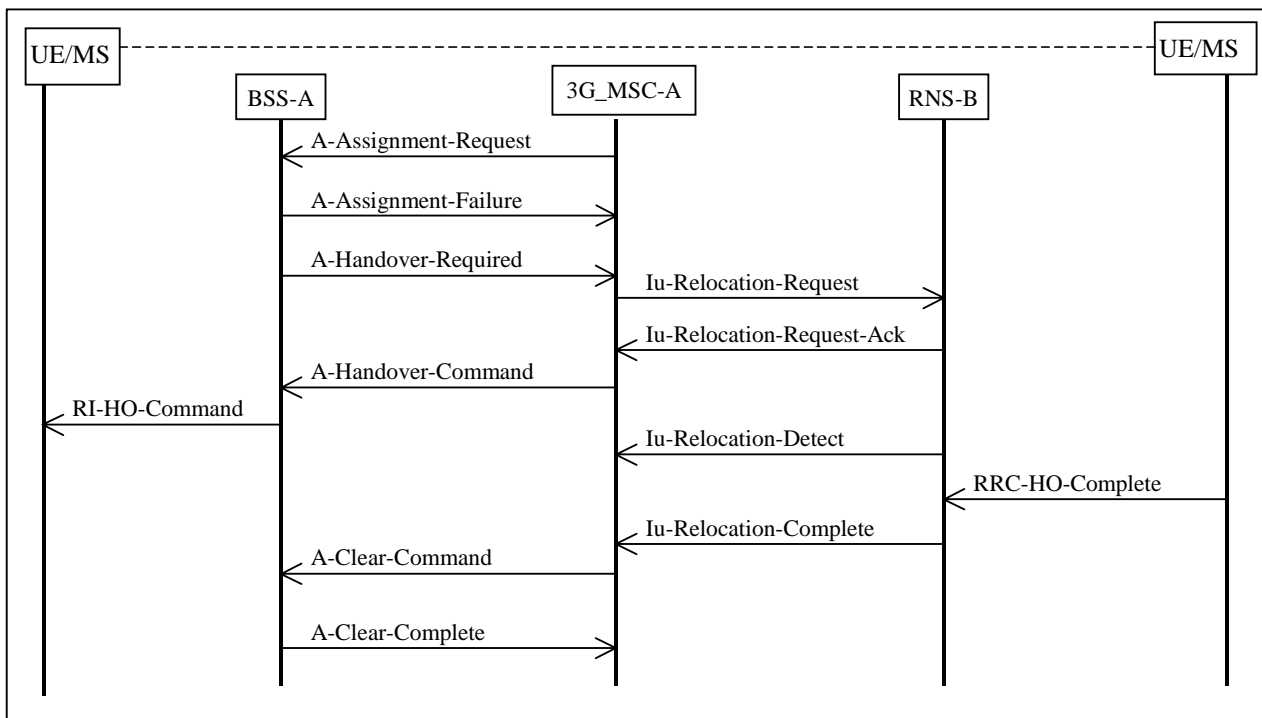 UE/MS
UE/MS
BSS-A
3G_MSC-A
RNS-B
A-Assignment-Request
A-Assignment-Failure
A-Handover-Required
Iu-Relocation-Request
Iu-Relocation-Request-Ack
A-Handover-Command
RI-HO-Command
Iu-Relocation-Detect
RRC-HO-Complete
Iu-Relocation-Complete
A-Clear-Command
A-Clear-Complete